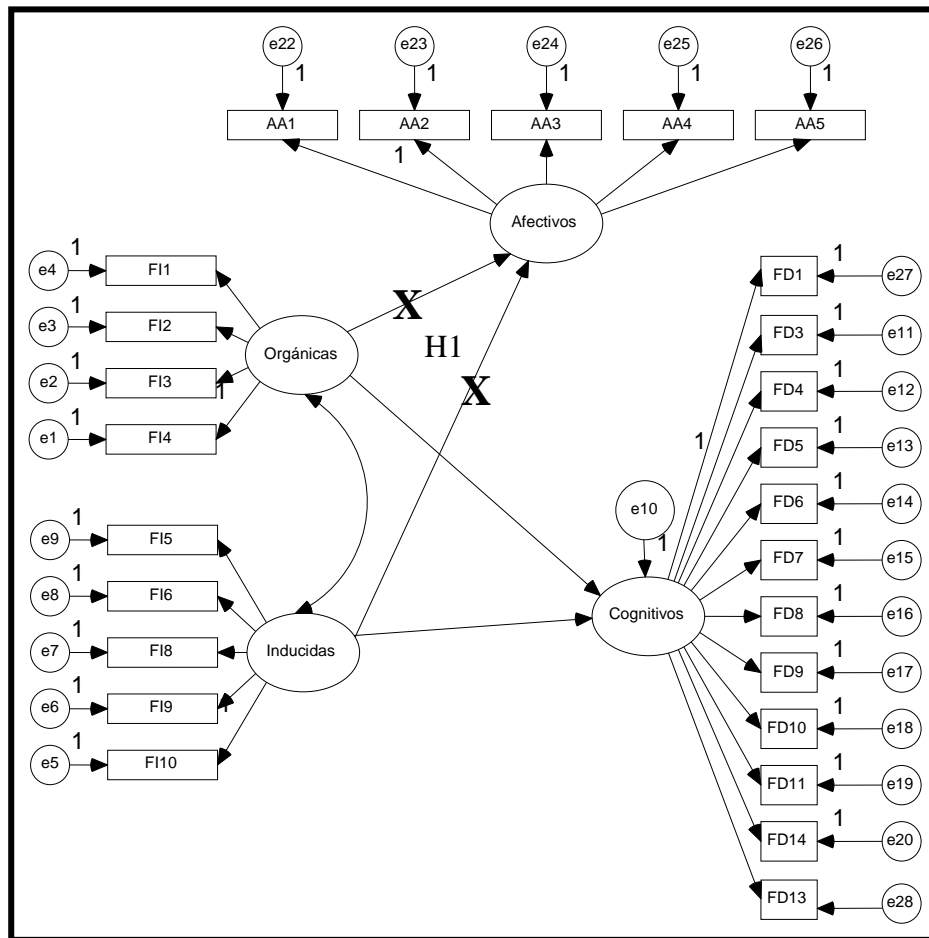 e22 e23 e24 e25 e26
1 1 1 1 1
AA1 AA2 AA3 AA4 AA5
1
Afectivos
e4 1 FI1
e3 1 FI2
e2 1 FI3 1
e1 1 FI4
Orgánicas
X
H1
X
e9 1 FI5
e8 1 FI6
e7 1 FI8
e6 1 FI9 1
e5 1 FI10
Inducidas
e10
1
Cognitivos
1
FD1 1 e27
FD3 1 e11
FD4 1 e12
FD5 1 e13
FD6 1 e14
FD7 1 e15
FD8 1 e16
FD9 1 e17
FD10 1 e18
FD11 1 e19
FD14 1 e20
FD13 e28